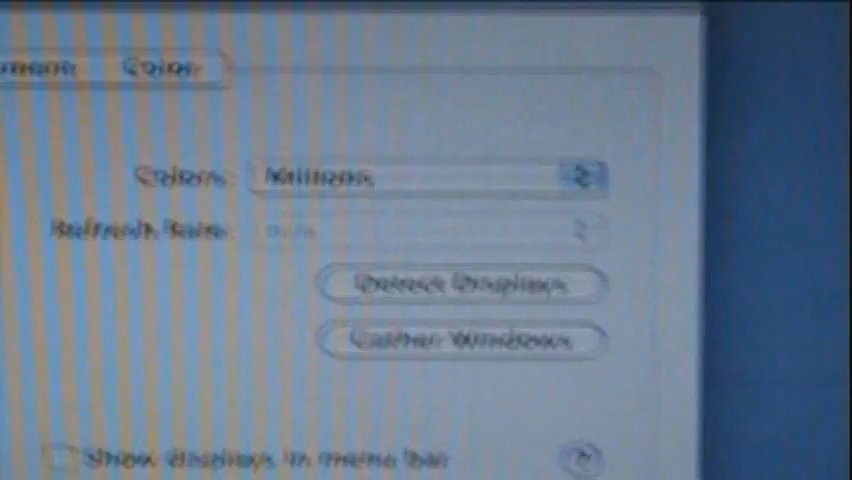 Color
Colors: Millions
Refresh Rate: n/a
Detect Displays
Gather Windows
Show displays in menu bar
?